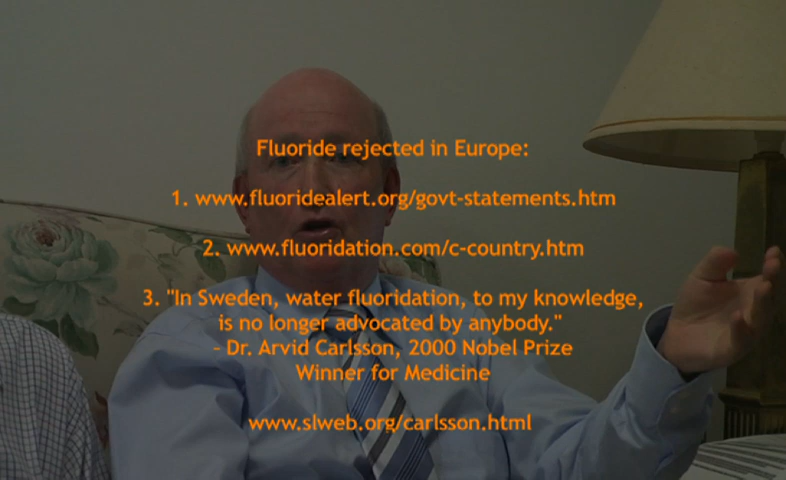 Fluoride rejected in Europe:
1. www.fluoridealert.org/govt-statements.htm
2. www.fluoridation.com/c-country.htm
3. "In Sweden, water fluoridation, to my knowledge,
is no longer advocated by anybody."
- Dr. Arvid Carlsson, 2000 Nobel Prize
Winner for Medicine
www.slweb.org/carlsson.html